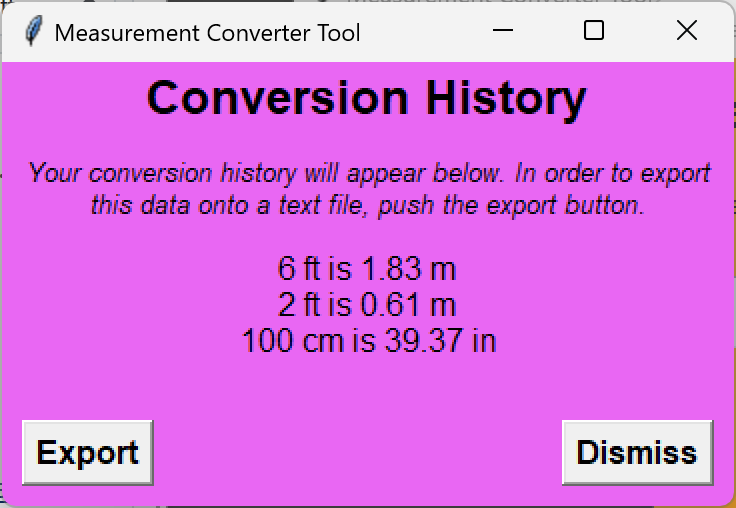 Measurement Converter Tool
Conversion History
Your conversion history will appear below. In order to export
this data onto a text file, push the export button.
6 ft is 1.83 m
2 ft is 0.61 m
100 cm is 39.37 in
Export
Dismiss